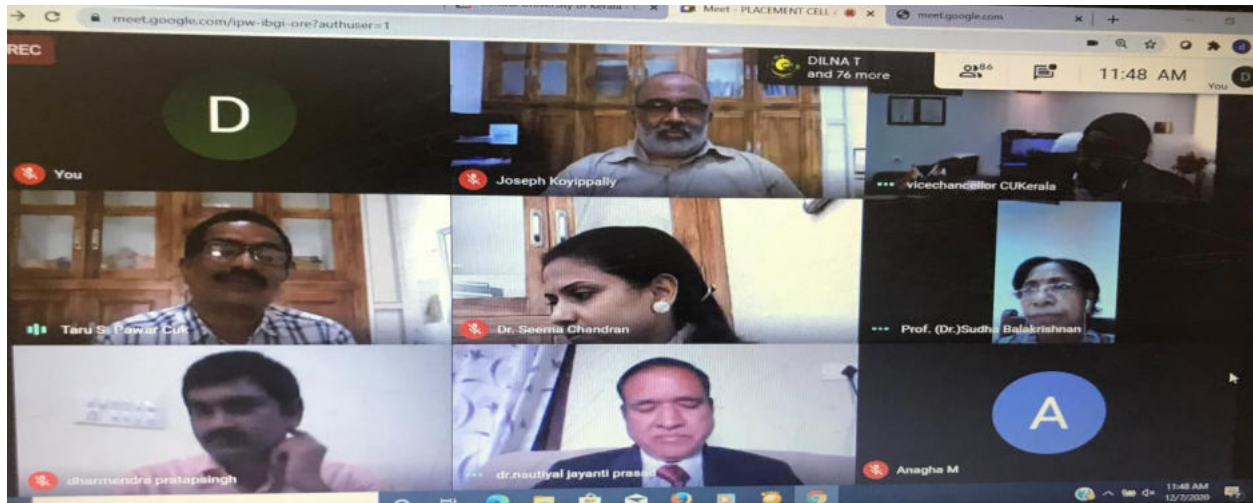 Meet - PLACEMENT CELL
meet.google.com
meet.google.com/ipw-ibgi-ore?authuser=1
REC
DILNA T
and 76 more
86
11:48 AM
You
D
D
You
Joseph Koyippally
vicechancellor CUKerala
Taru S. Pawar Cuk
Dr. Seema Chandran
Prof. (Dr.)Sudha Balakrishnan
dharmendra pratapsingh
dr.nautiyal jayanti prasad
A
Anagha M
11:48 AM
12/7/2020